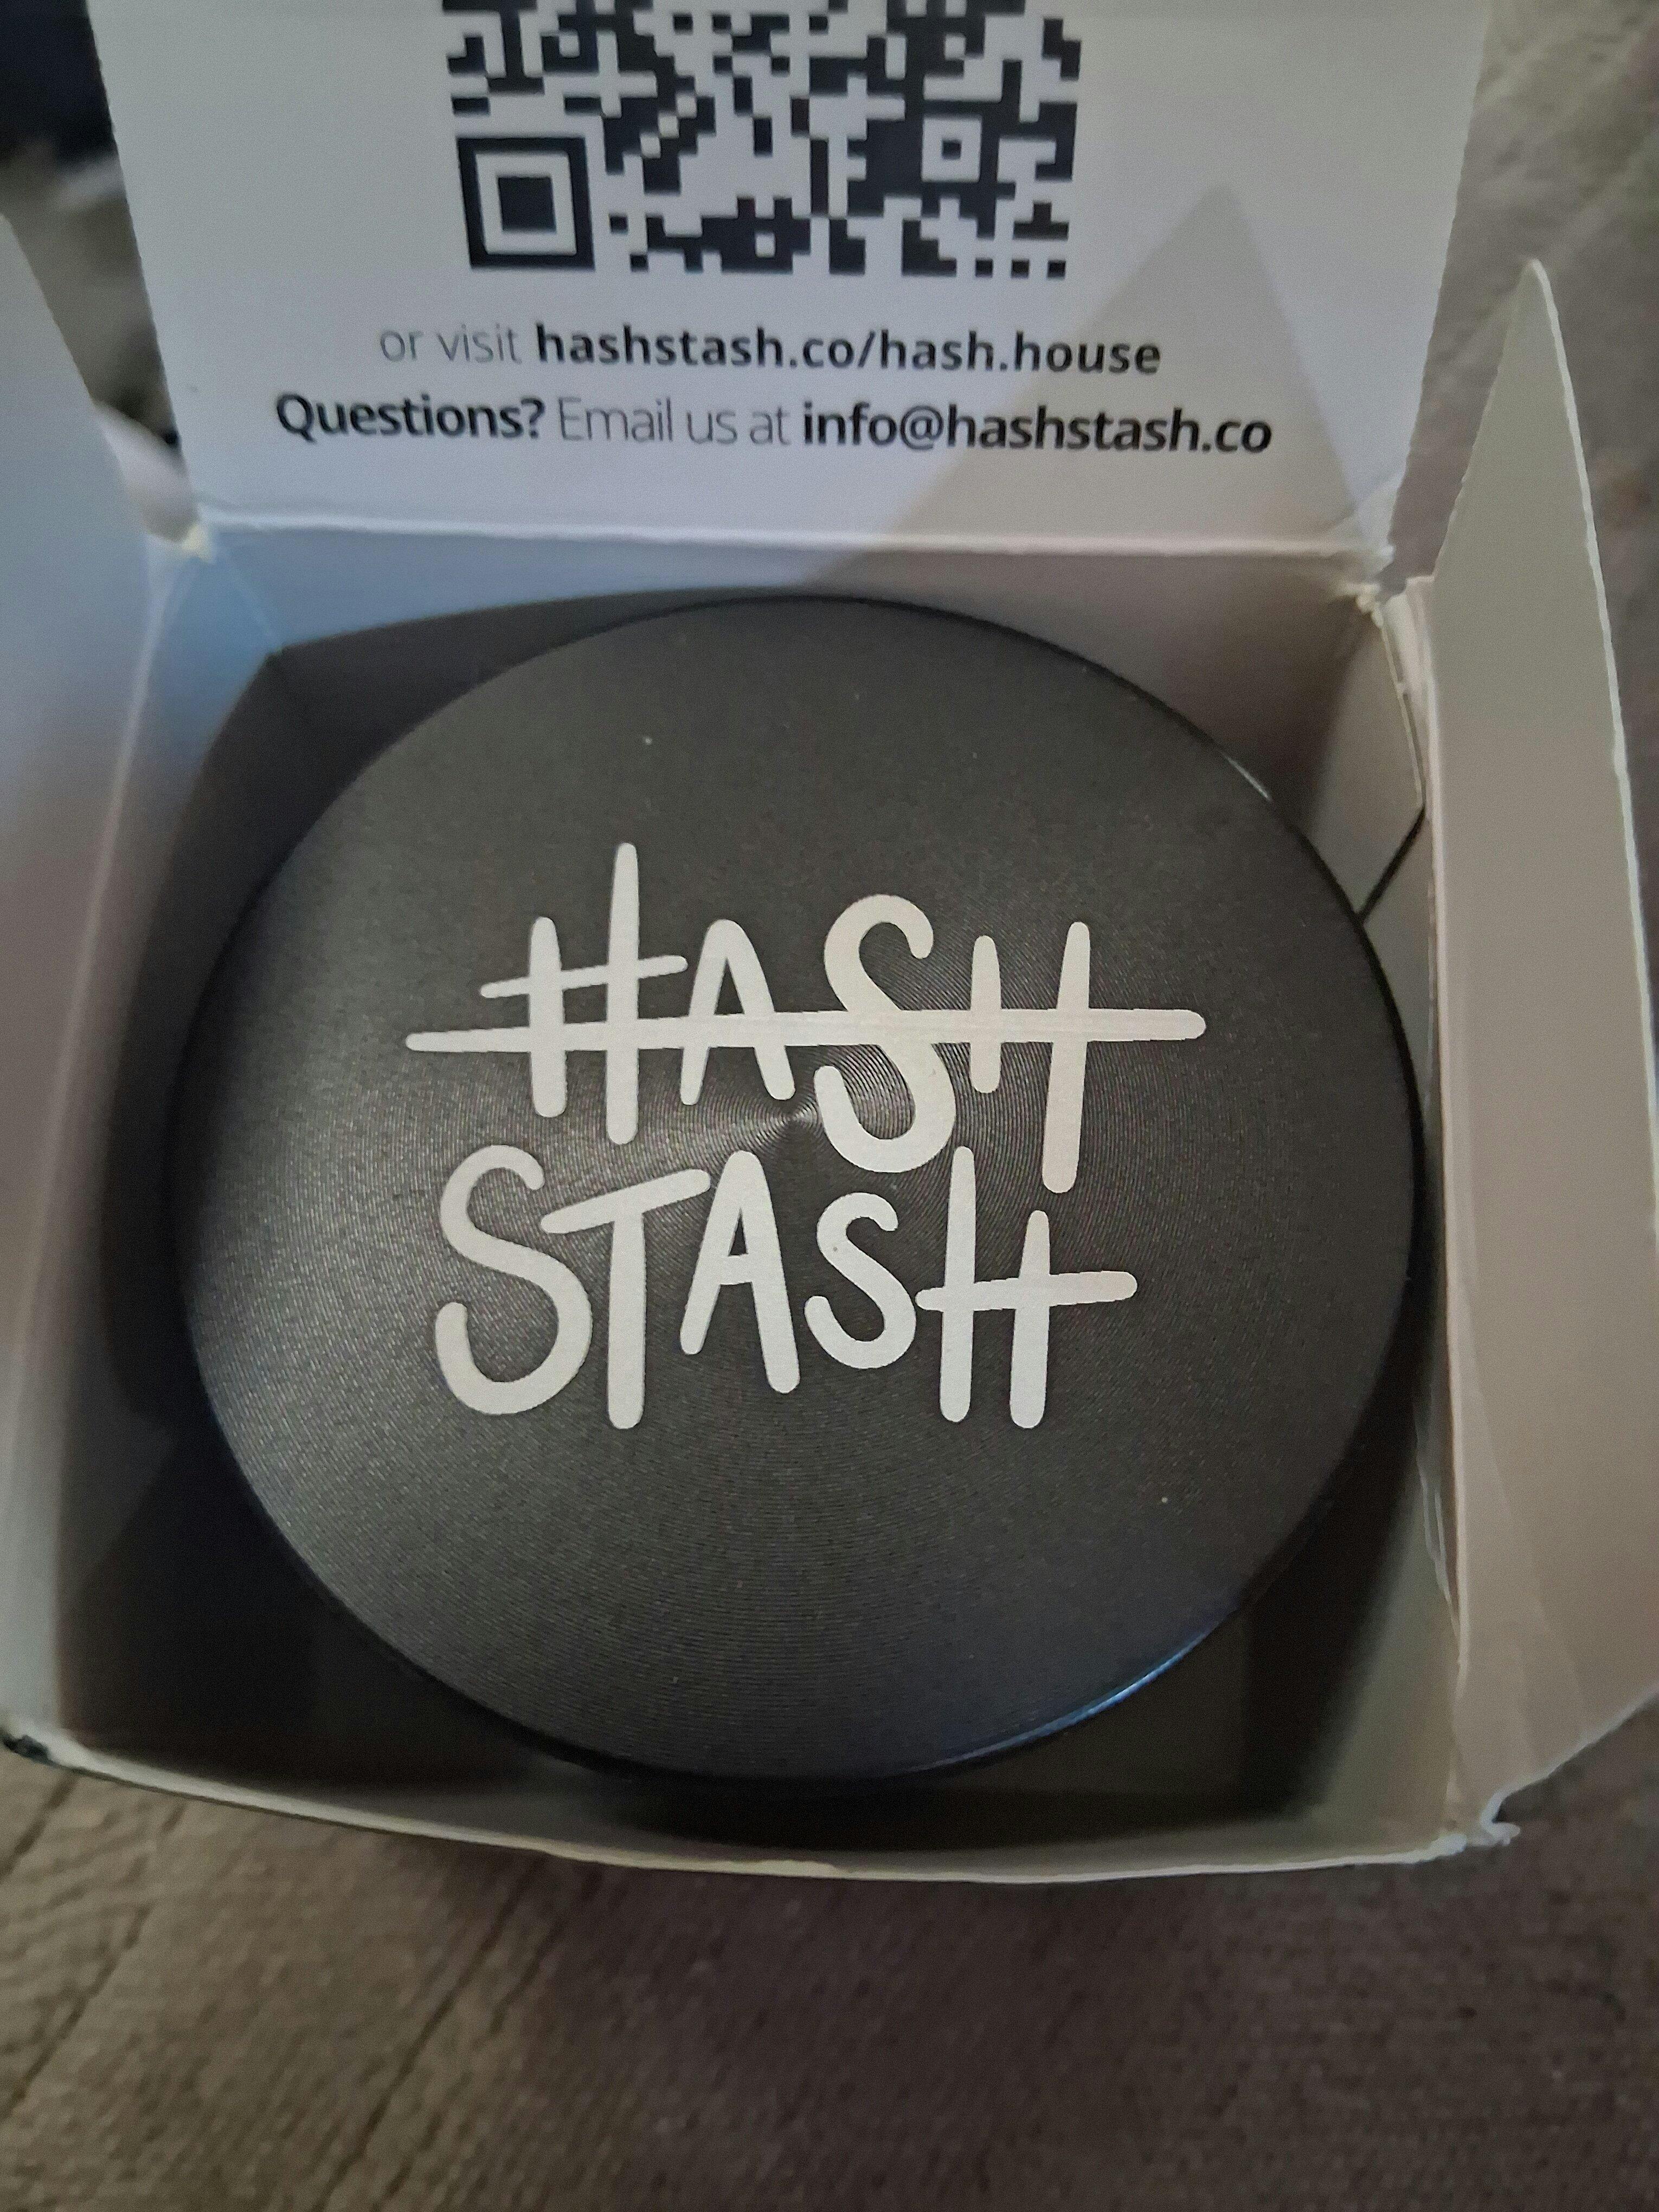 or visit hashstash.co/hash.house
Questions? Email us at info@hashstash.co
HASH
STASH